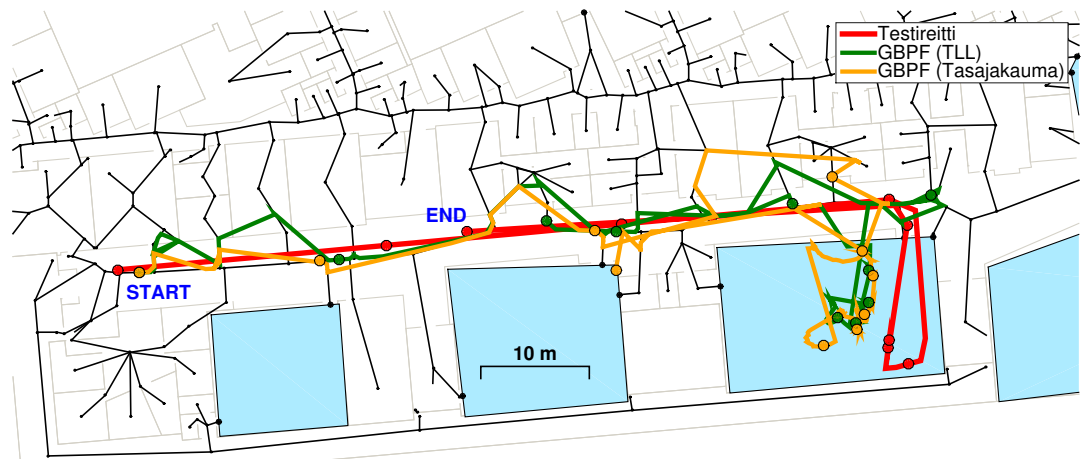 Testireitti
GBPF (TLL)
GBPF (Tasajakauma)
END
START
10 m